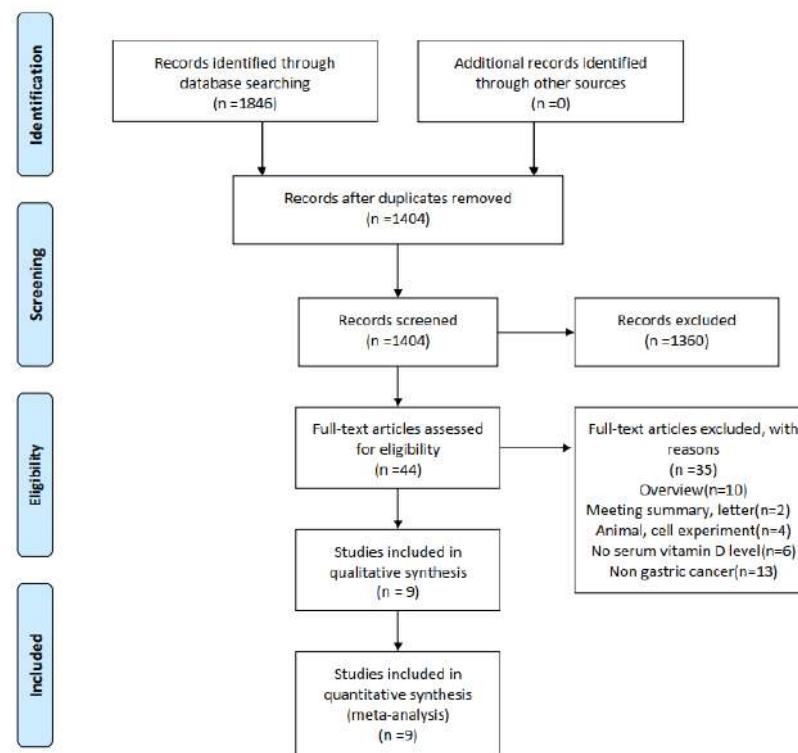 Identification
Records identified through
database searching
(n =1846)
Additional records identified
through other sources
(n =0)
Records after duplicates removed
(n =1404)
Screening
Records screened
(n =1404)
Records excluded
(n =1360)
Eligibility
Full-text articles assessed
for eligibility
(n =44)
Full-text articles excluded, with
reasons
(n =35)
Overview(n=10)
Meeting summary, letter(n=2)
Animal, cell experiment(n=4)
No serum vitamin D level(n=6)
Non gastric cancer(n=13)
Studies included in
qualitative synthesis
(n = 9)
Included
Studies included in
quantitative synthesis
(meta-analysis)
(n =9)